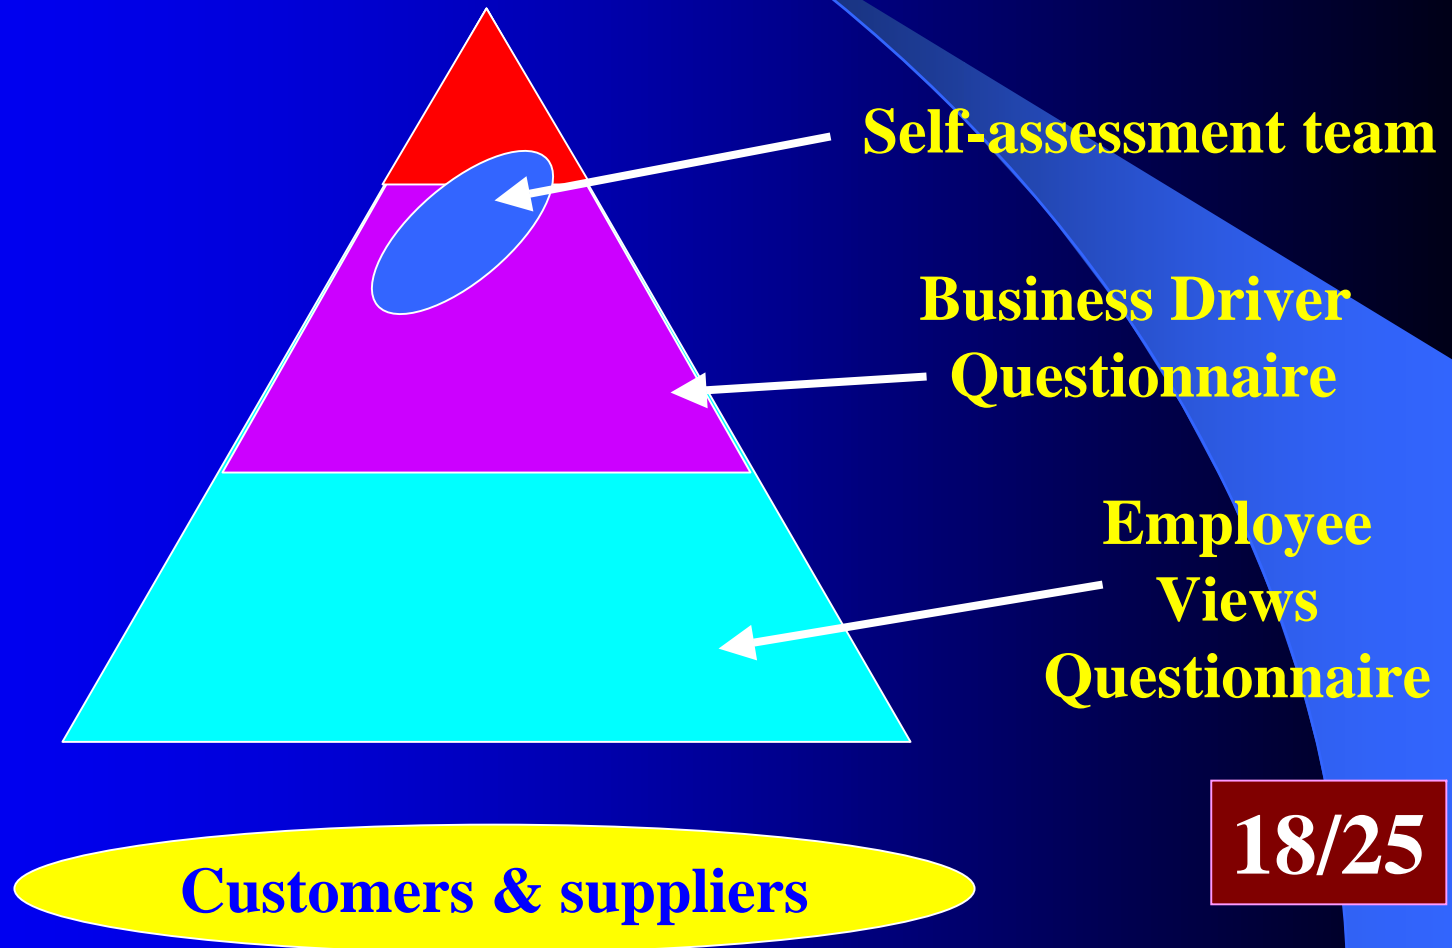 Self-assessment team
Business Driver
Questionnaire
Employee
Views
Questionnaire
18/25
Customers & suppliers